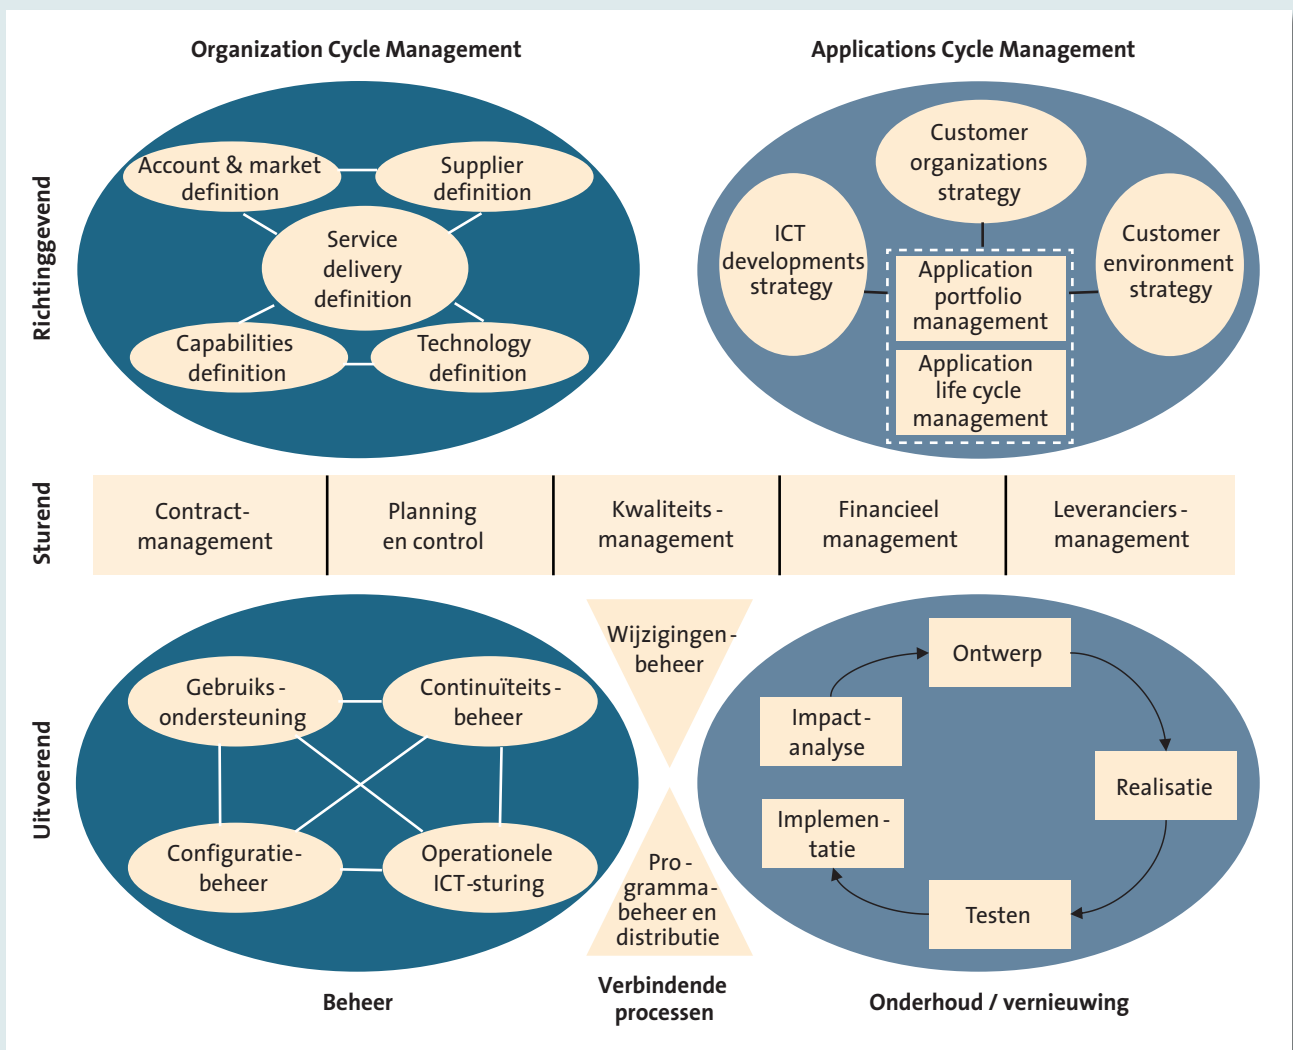 Organization Cycle Management
Applications Cycle Management
Richtinggevend
Account & market
definition
Supplier
definition
Service
delivery
definition
Capabilities
definition
Technology
definition
Customer
organizations
strategy
ICT
developments
strategy
Customer
environment
strategy
Application
portfolio
management
Application
life cycle
management
Sturend
Contract-
management
Planning
en control
Kwaliteits-
management
Financieel
management
Leveranciers-
management
Uitvoerend
Gebruiks-
ondersteuning
Continuïteits-
beheer
Configuratie-
beheer
Operationele
ICT-sturing
Wijzigingen-
beheer
Pro-
gramma-
beheer en
distributie
Ontwerp
Impact-
analyse
Realisatie
Implemen-
tatie
Testen
Beheer
Verbindende
processen
Onderhoud / vernieuwing